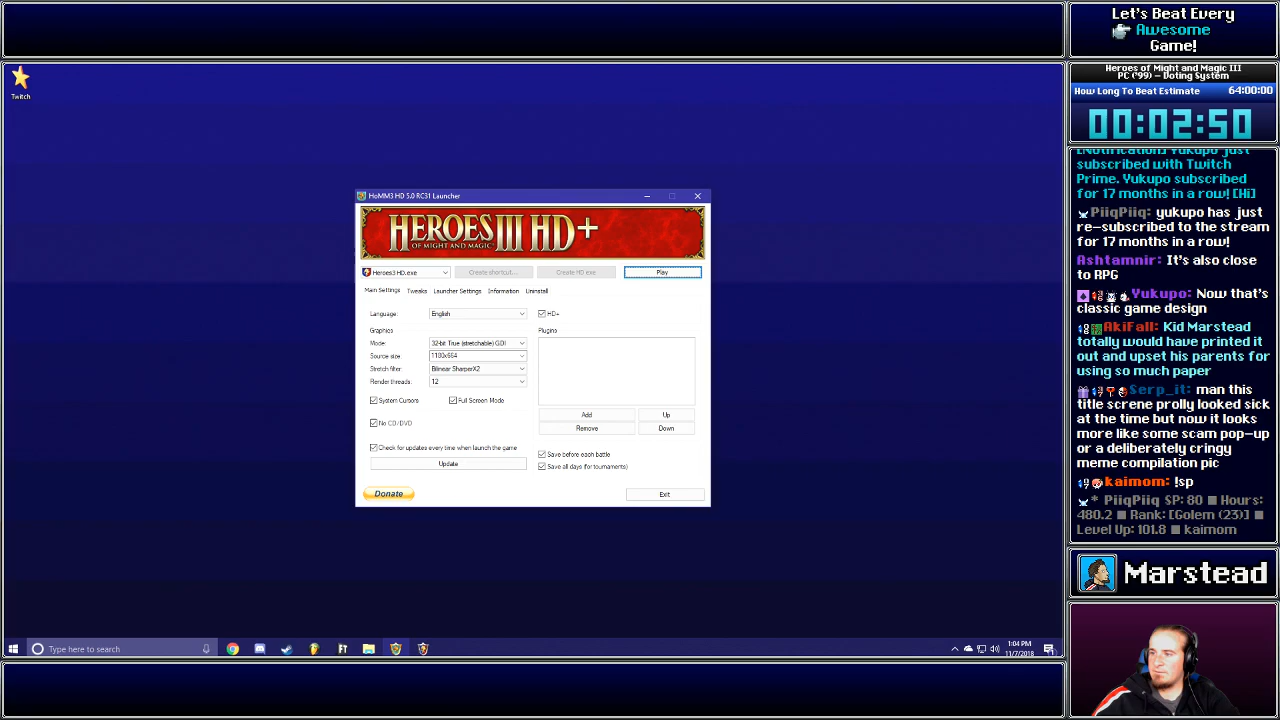 Twitch
HoMM3 HD 5.0 RC31 Launcher
HEROES III HD+
OF MIGHT AND MAGIC
Heroes3 HD.exe
Create shortcut...
Create HD exe
Play
Main Settings
Tweaks
Launcher Settings
Information
Uninstall
Language:
English
HD+
Graphics
Plugins
Mode:
32-bit True (stretchable) GDI
Source size:
1180x664
Stretch filter:
Bilinear SharperX2
Render threads:
12
System Cursors
Full Screen Mode
Add
Up
No CD/DVD
Remove
Down
Check for updates every time when launch the game
Save before each battle
Update
Save all days (for tournaments)
Donate
Exit
Type here to search
1:04 PM
11/7/2018
Let's Beat Every
Awesome
Game!
Heroes of Might and Magic III
PC ('99) – Voting System
How Long To Beat Estimate 64:00:00
00:02:50
[Notification] Yukupo just
subscribed with Twitch
Prime. Yukupo subscribed
for 17 months in a row! [Hi]
PiiqPiiq: yukupo has just
re-subscribed to the stream
for 17 months in a row!
Ashtamnir: It's also close
to RPG
Yukupo: Now that's
classic game design
AkiFall: Kid Marstead
totally would have printed it
out and upset his parents for
using so much paper
Serp_it: man this
title screne prolly looked sick
at the time but now it looks
more like some scam pop-up
or a deliberately cringy
meme compilation pic
kaimom: !sp
* PiiqPiiq SP: 80 ■ Hours:
480.2 ■ Rank: [Golem (23)] ■
Level Up: 101.8 ■ kaimom
Marstead